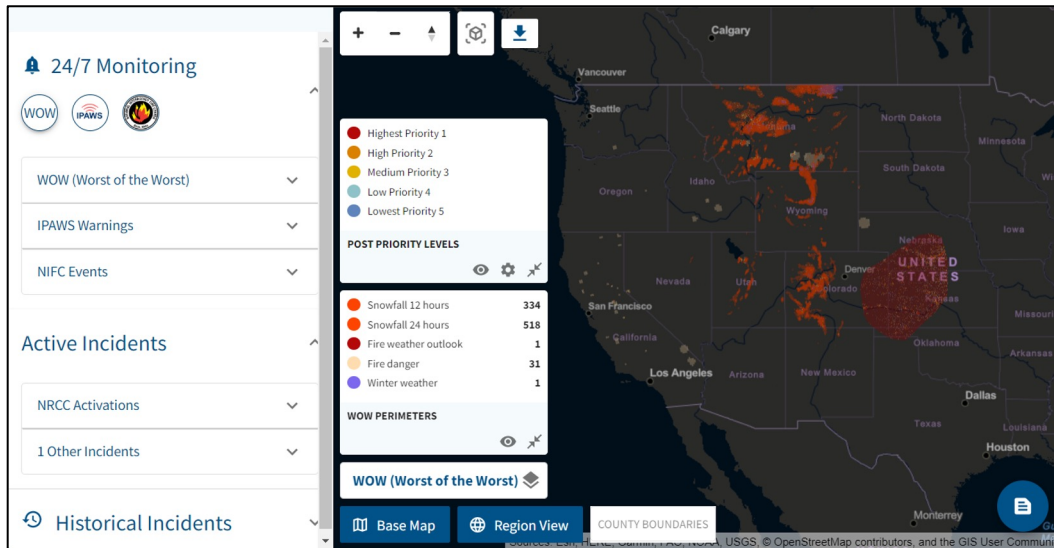 24/7 Monitoring
WOW
IPAWS
WOW (Worst of the Worst)
IPAWS Warnings
NIFC Events
Active Incidents
NRCC Activations
1 Other Incidents
Historical Incidents
Highest Priority 1
High Priority 2
Medium Priority 3
Low Priority 4
Lowest Priority 5
POST PRIORITY LEVELS
Snowfall 12 hours 334
Snowfall 24 hours 518
Fire weather outlook 1
Fire danger 31
Winter weather 1
WOW PERIMETERS
WOW (Worst of the Worst)
Base Map
Region View
COUNTY BOUNDARIES
Calgary
Vancouver
Seattle
North Dakota
Montana
Minnesota
South Dakota
Oregon
Idaho
Wi
Wyoming
Iowa
Nebraska
UNITED
STATES
Denver
Nevada
Utah
Colorado
Kansas
San Francisco
Missouri
California
Oklahoma
Arkansas
Los Angeles
Arizona
New Mexico
Dallas
Texas
Louisiana
Houston
Monterrey
Sources: Esri, HERE, Garmin, FAO, NOAA, USGS, © OpenStreetMap contributors, and the GIS User Commun